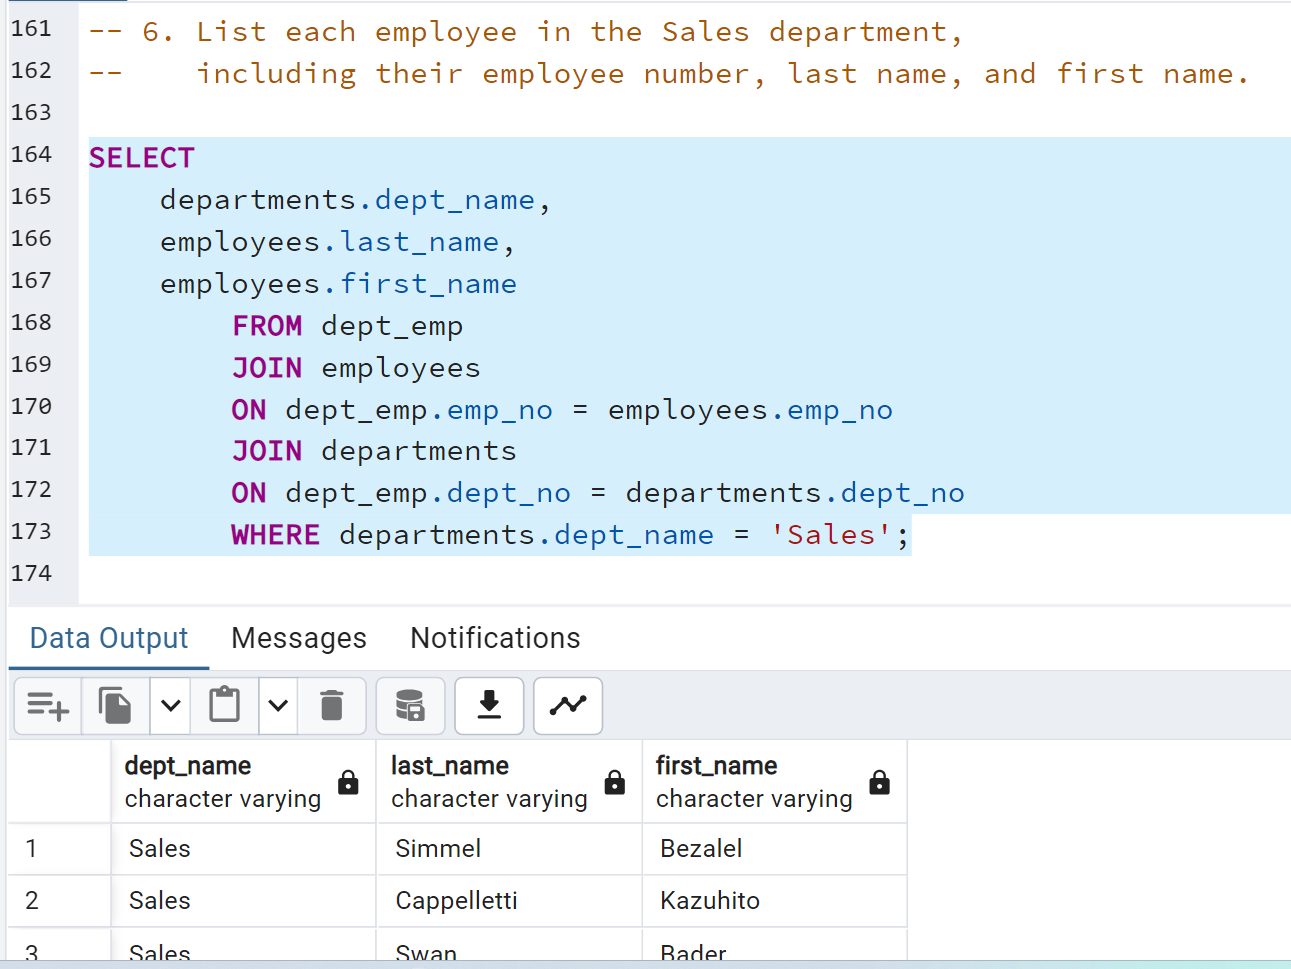 161 -- 6. List each employee in the Sales department,
162 --    including their employee number, last name, and first name.
163
164 SELECT
165     departments.dept_name,
166     employees.last_name,
167     employees.first_name
168         FROM dept_emp
169         JOIN employees
170         ON dept_emp.emp_no = employees.emp_no
171         JOIN departments
172         ON dept_emp.dept_no = departments.dept_no
173         WHERE departments.dept_name = 'Sales';
174
Data Output Messages Notifications
dept_name last_name first_name
character varying character varying character varying
1 Sales Simmel Bezalel
2 Sales Cappelletti Kazuhito
3 Sales Swan Bader